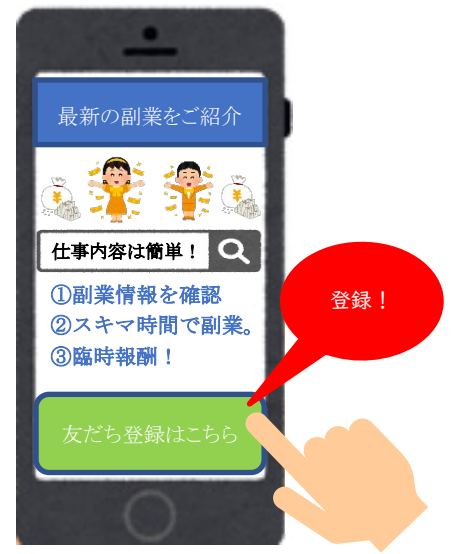 最新の副業をご紹介
¥
¥
仕事内容は簡単！
①副業情報を確認
②スキマ時間で副業。
③臨時報酬！
登録！
友だち登録はこちら